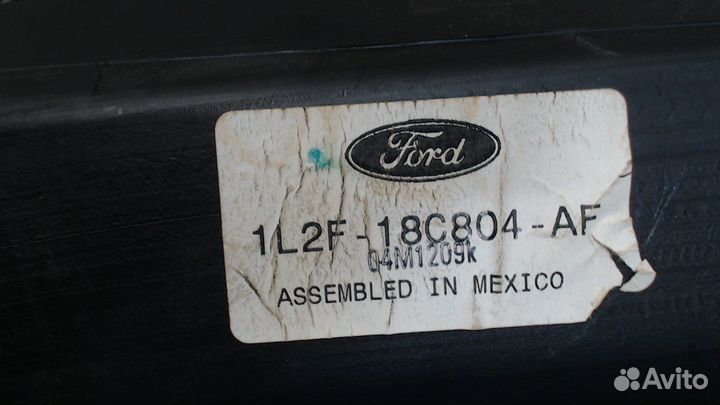 Ford
1L2F-18C804-AF
04M1209k
ASSEMBLED IN MEXICO
Avito